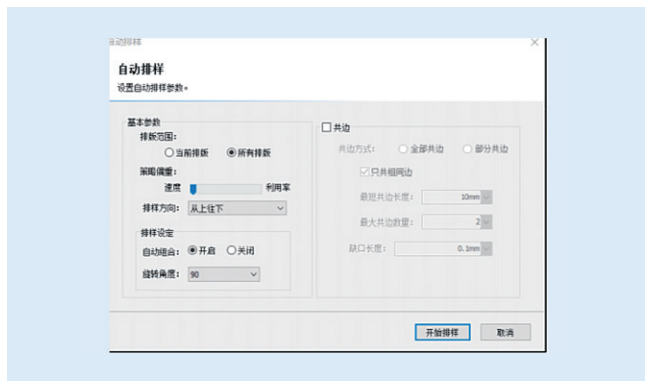 自动排样
自动排样
设置自动排样参数。
基本参数
排版范围:
当前排版 所有排版
策略偏重:
速度 利用率
排样方向: 从上往下
排样设定
自动组合: 开启 关闭
旋转角度: 90
共边
共边方式: 全部共边 部分共边
只共相同边
最短共边长度: 10mm
最大共边数量: 2
缺口长度: 0.1mm
开始排样 取消